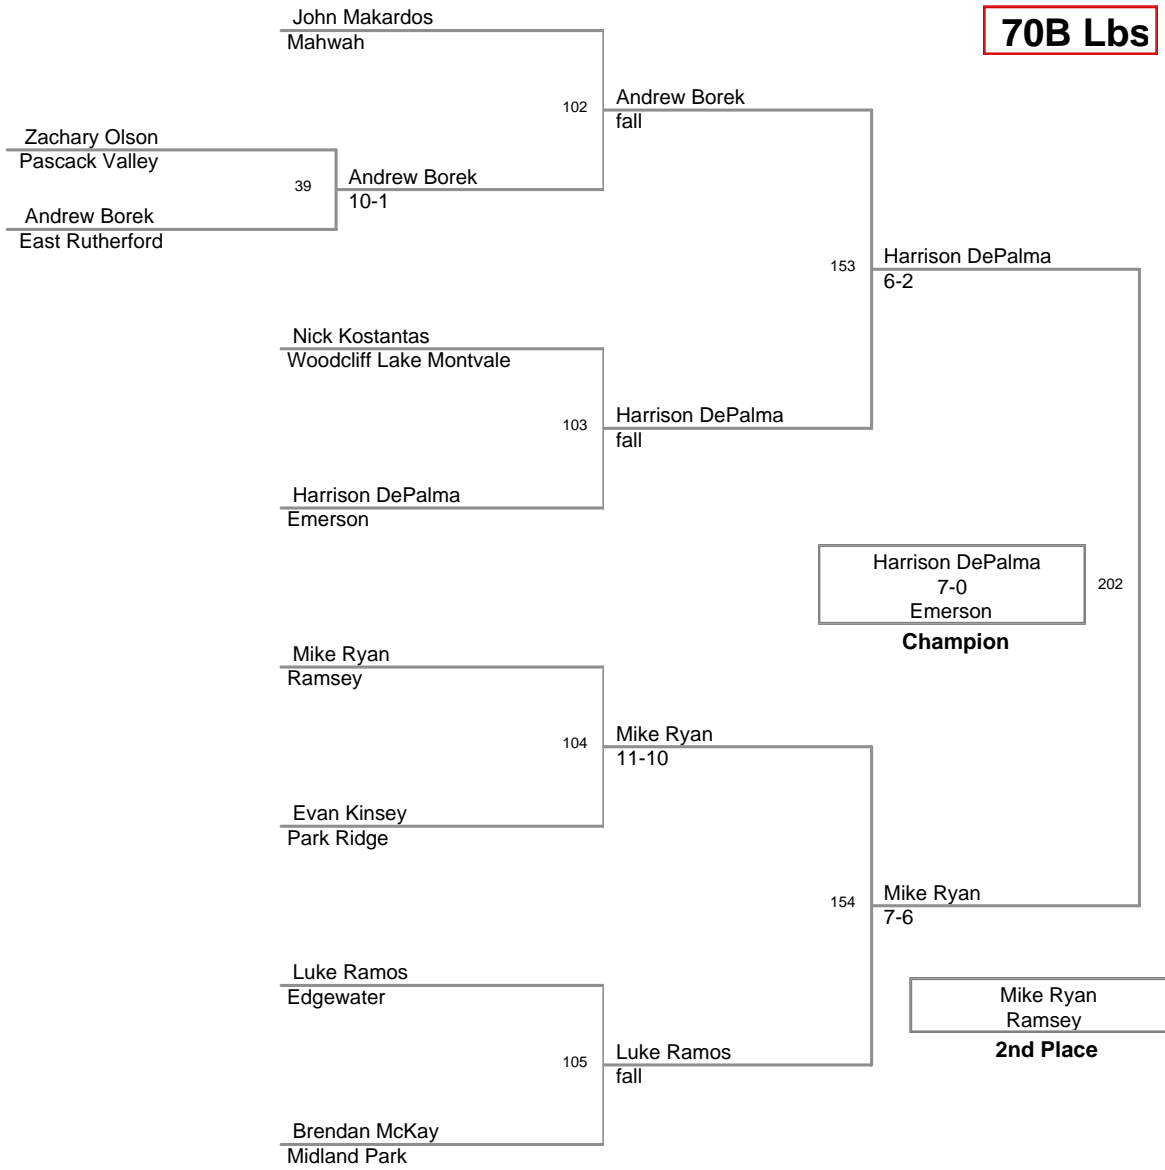 John Makardos
Mahwah
70B Lbs
102
Andrew Borek
fall
Zachary Olson
Pascack Valley
39
Andrew Borek
10-1
Andrew Borek
East Rutherford
153
Harrison DePalma
6-2
Nick Kostantas
Woodcliff Lake Montvale
103
Harrison DePalma
fall
Harrison DePalma
Emerson
Harrison DePalma
7-0
Emerson
202
Champion
Mike Ryan
Ramsey
104
Mike Ryan
11-10
Evan Kinsey
Park Ridge
154
Mike Ryan
7-6
Luke Ramos
Edgewater
Mike Ryan
Ramsey
2nd Place
105
Luke Ramos
fall
Brendan McKay
Midland Park